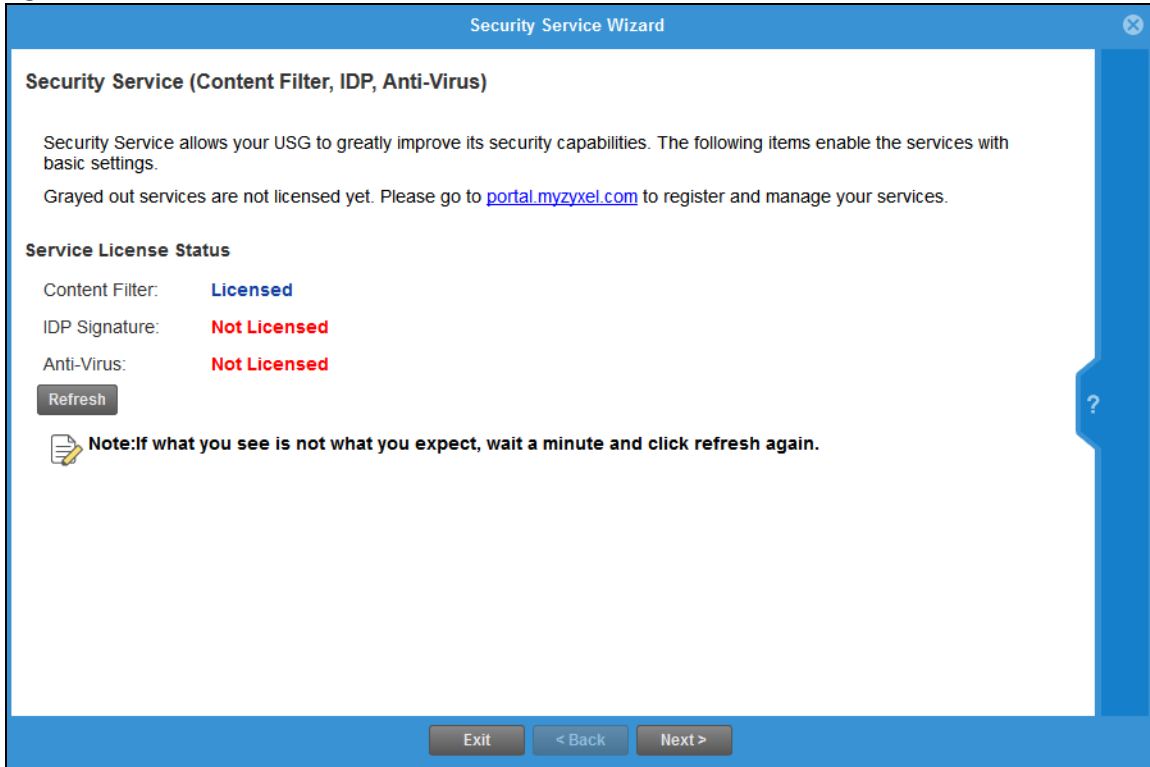 Security Service Wizard
Security Service (Content Filter, IDP, Anti-Virus)
Security Service allows your USG to greatly improve its security capabilities. The following items enable the services with
basic settings.
Grayed out services are not licensed yet. Please go to portal.myzyxel.com to register and manage your services.
Service License Status
Content Filter: Licensed
IDP Signature: Not Licensed
Anti-Virus: Not Licensed
Refresh
?
Note:If what you see is not what you expect, wait a minute and click refresh again.
Exit < Back Next >